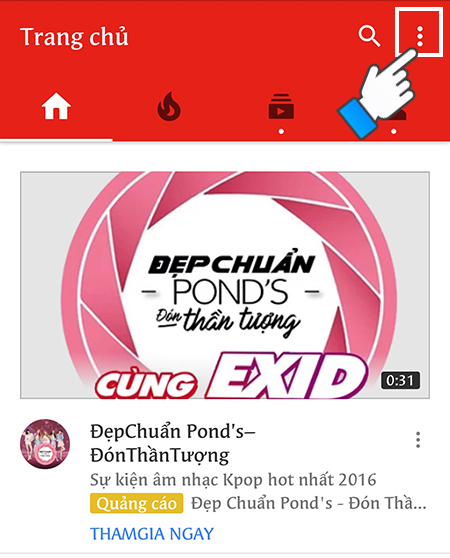 Trang chủ
ĐẸP CHUẨN
POND'S
Đón thần tượng
CÙNG EXID
0:31
ĐẹpChuẩn Pond's–
ĐónThầnTượng
Sự kiện âm nhạc Kpop hot nhất 2016
Quảng cáo Đẹp Chuẩn Pond's - Đón Thầ...
THAMGIA NGAY